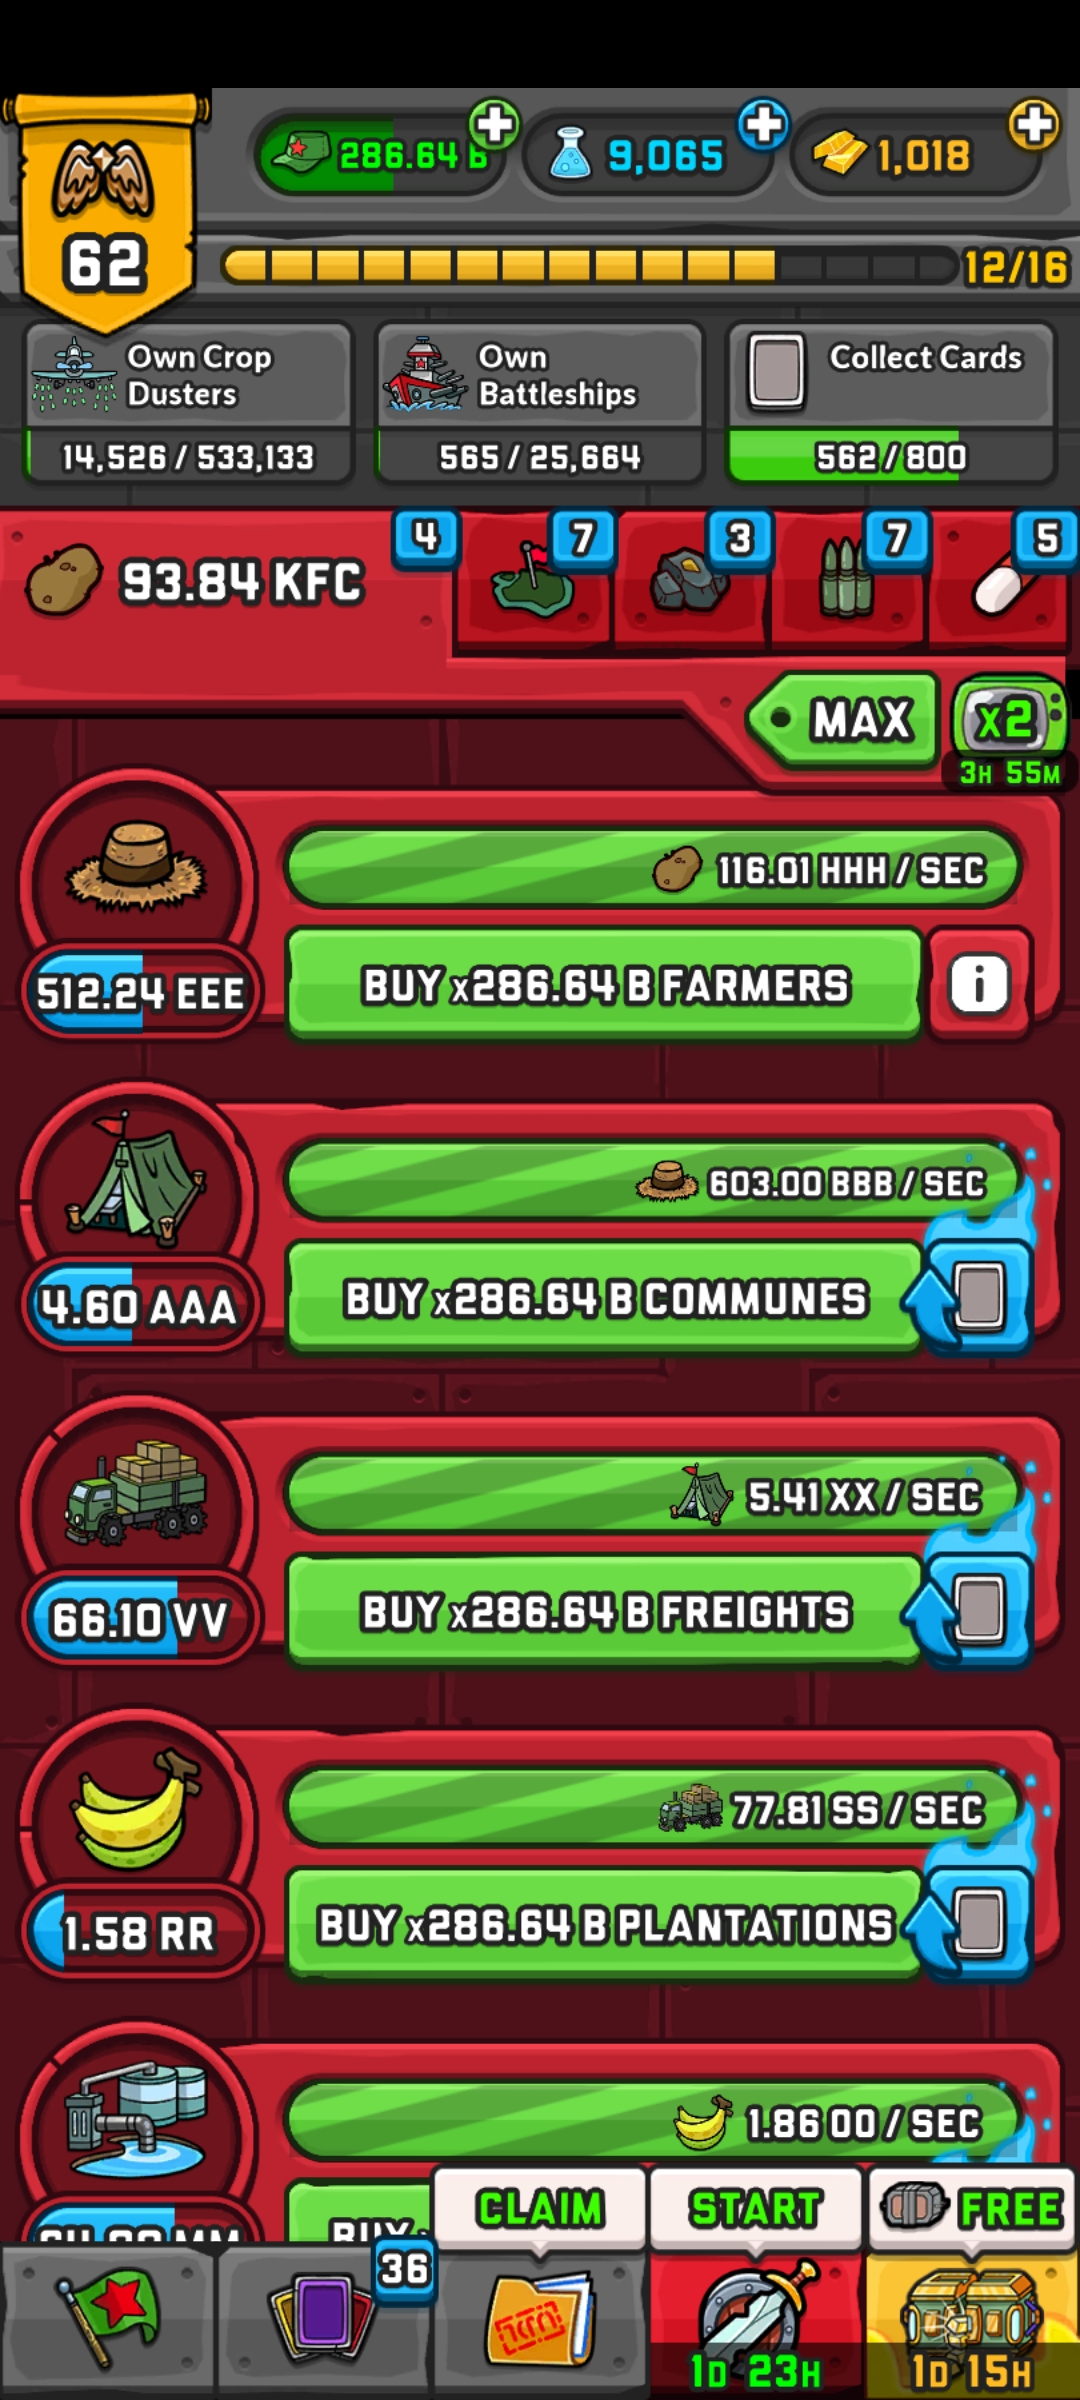 286.64 B
9,065
1,018
62
12/16
Own Crop
Dusters
14,526 / 533,133
Own
Battleships
565 / 25,664
Collect Cards
562 / 800
93.84 KFC
4
7
3
7
5
MAX
x2
3H 55M
116.01 HHH / SEC
512.24 EEE
BUY x286.64 B FARMERS
i
603.00 BBB / SEC
4.60 AAA
BUY x286.64 B COMMUNES
5.41 XX / SEC
66.10 VV
BUY x286.64 B FREIGHTS
77.81 SS / SEC
1.58 RR
BUY x286.64 B PLANTATIONS
1.86 OO / SEC
BUY
CLAIM
START
FREE
36
1D 23H
1D 15H